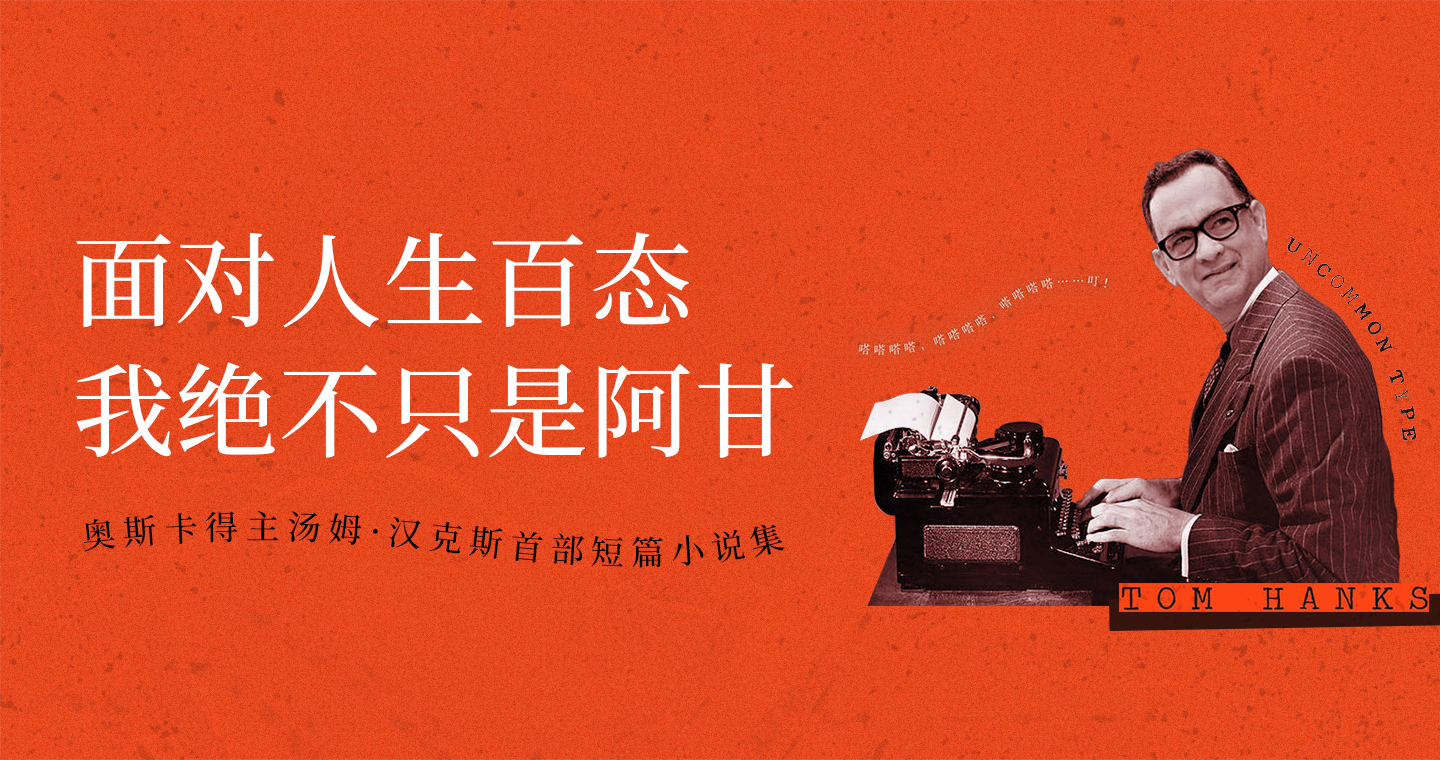 面对人生百态
我绝不只是阿甘
奥斯卡得主汤姆·汉克斯首部短篇小说集
嗒嗒嗒嗒，嗒嗒嗒嗒，嗒嗒嗒嗒……叮！
UNCOMMON TYPE
TOM HANKS